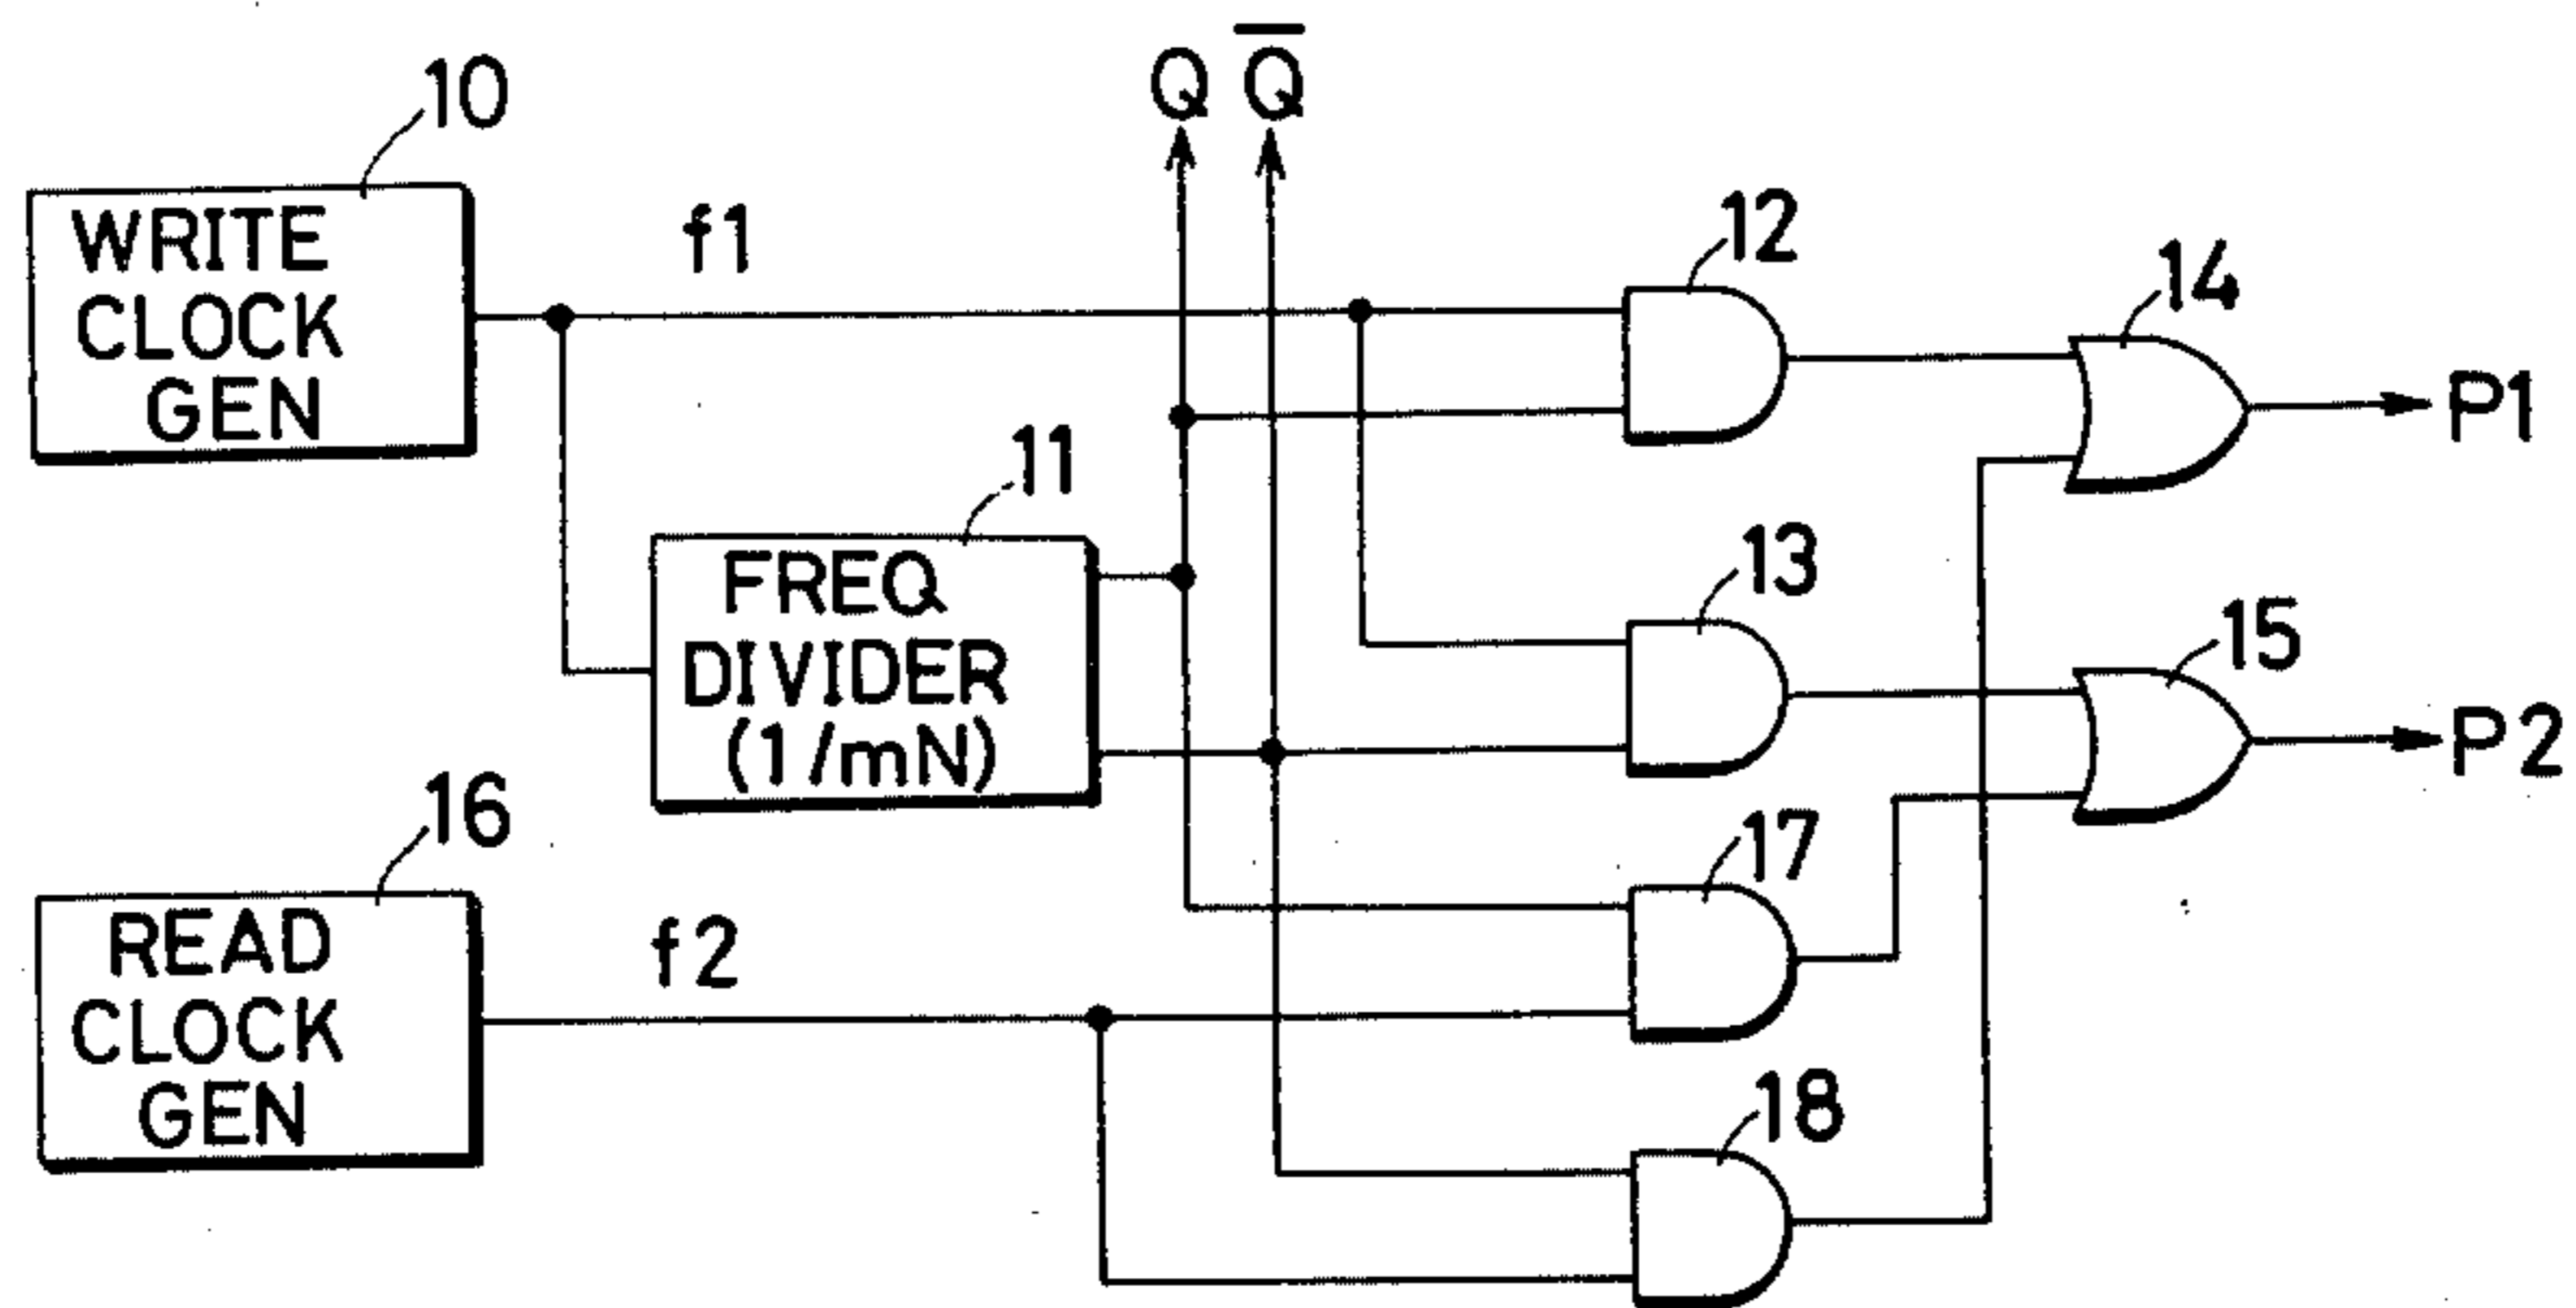 10
WRITE
CLOCK
GEN
f1
Q Q̅
12
14
P1
11
FREQ
DIVIDER
(1/mN)
13
15
P2
16
READ
CLOCK
GEN
f2
17
18